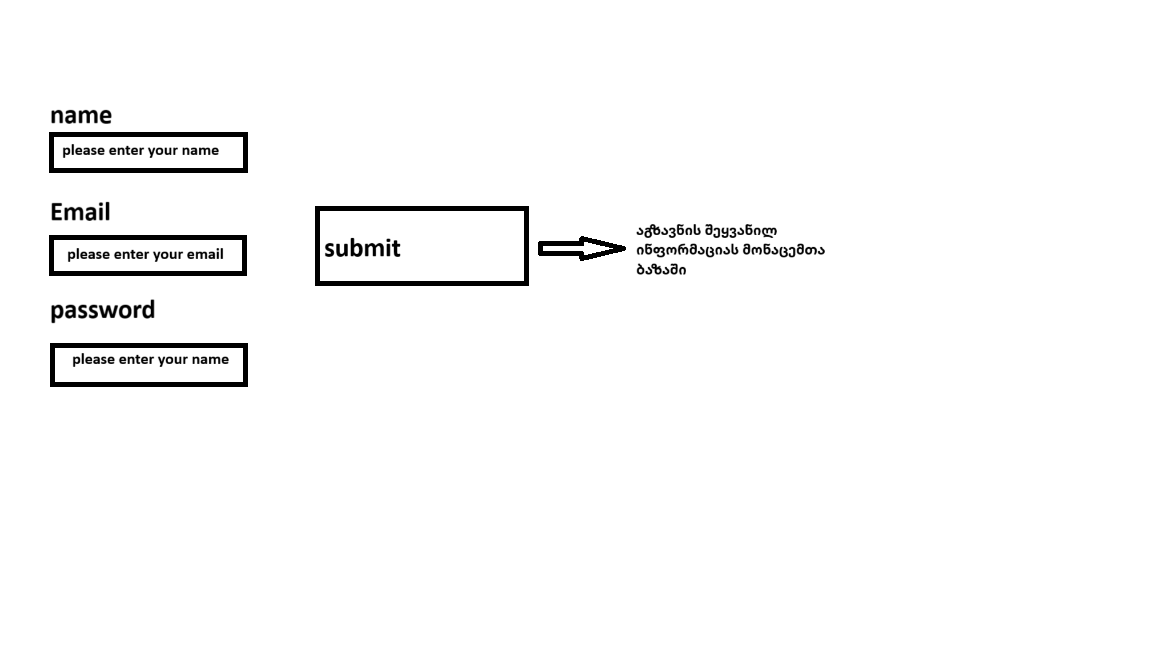 name
please enter your name
Email
please enter your email
password
please enter your name
submit
აგზავნის შეყვანილ
ინფორმაციას მონაცემთა
ბაზაში